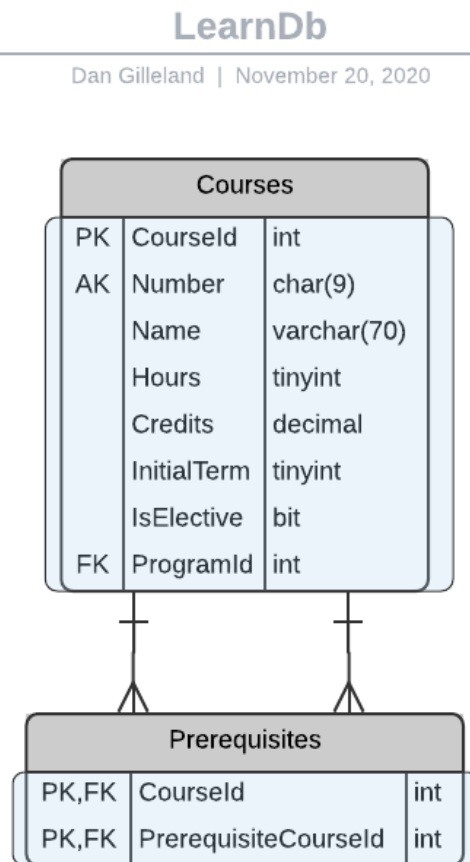 LearnDb
Dan Gilleland | November 20, 2020
Courses
PK CourseId int
AK Number char(9)
Name varchar(70)
Hours tinyint
Credits decimal
InitialTerm tinyint
IsElective bit
FK ProgramId int
Prerequisites
PK,FK CourseId int
PK,FK PrerequisiteCourseId int